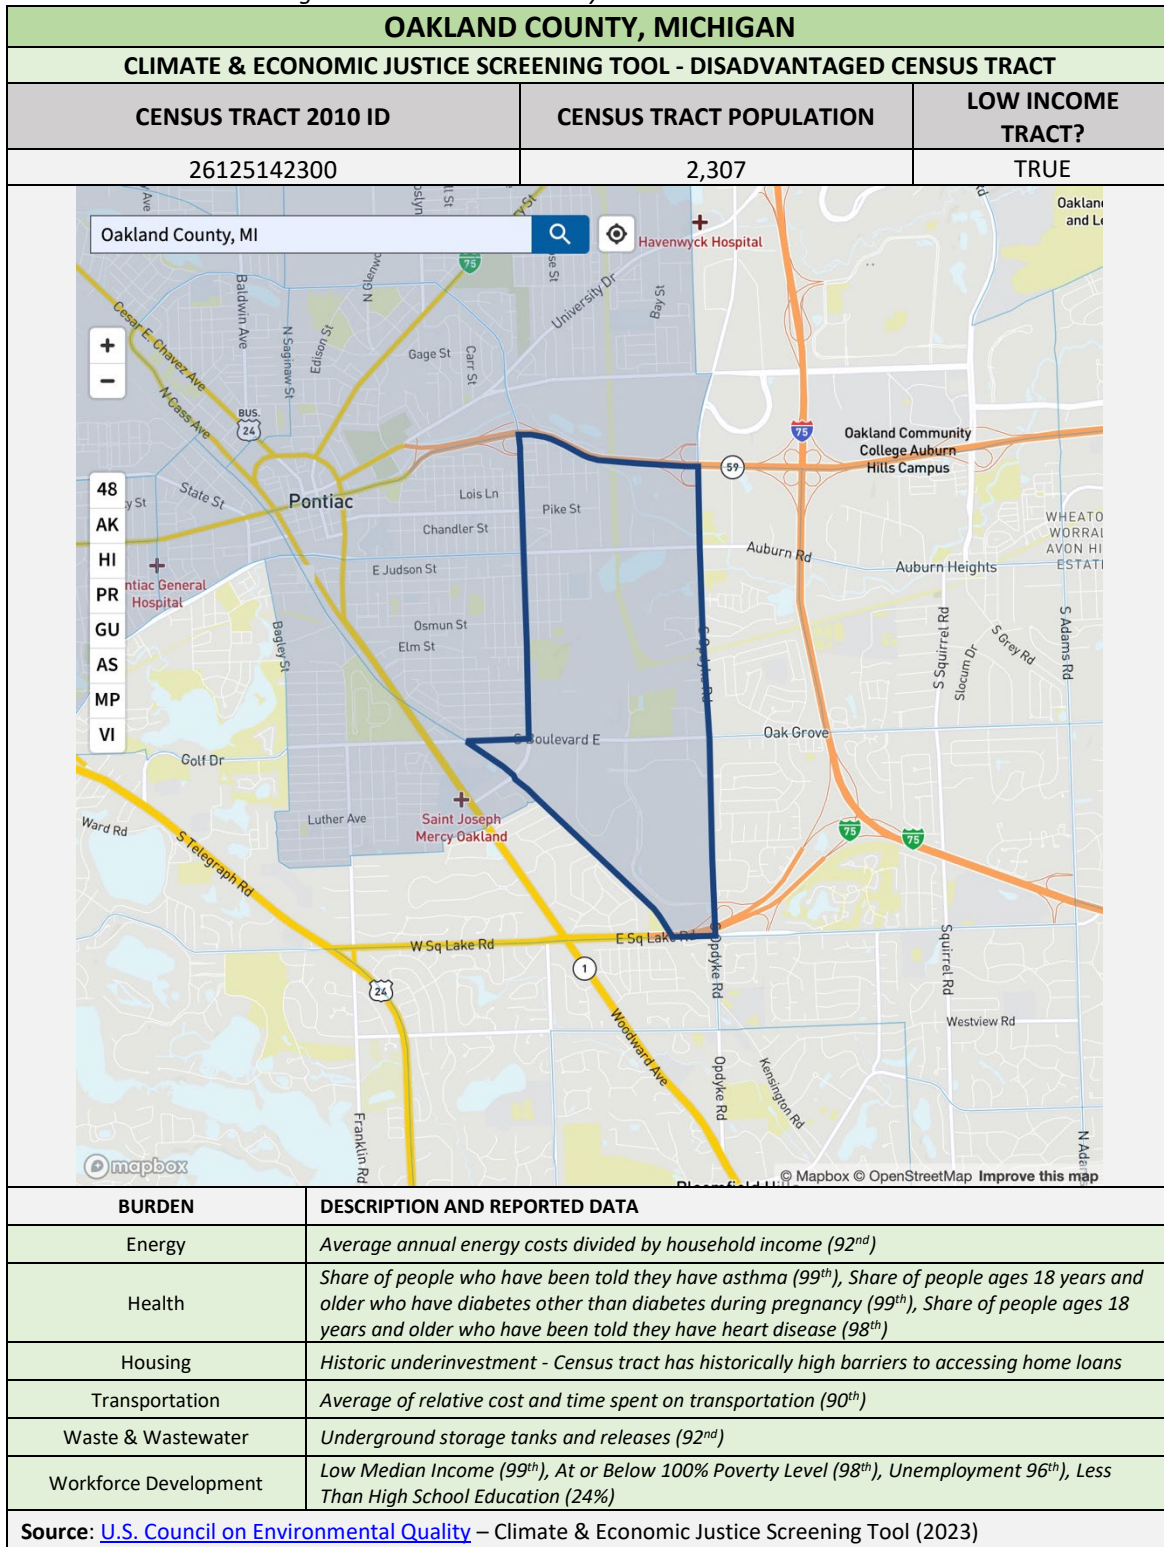 OAKLAND COUNTY, MICHIGAN
CLIMATE & ECONOMIC JUSTICE SCREENING TOOL - DISADVANTAGED CENSUS TRACT
CENSUS TRACT 2010 ID
CENSUS TRACT POPULATION
LOW INCOME
TRACT?
26125142300
2,307
TRUE
Oakland County, MI
Havenwyck Hospital
75
University Dr
Bay St
Baldwin Ave
N Saginaw St
Edison St
Cesar E. Chavez Ave
N Cass Ave
Gage St
Carr St
BUS.
24
75
Oakland Community
College Auburn
Hills Campus
59
+
−
48
AK
HI
PR
GU
AS
MP
VI
State St
Pontiac
Lois Ln
Pike St
Chandler St
Auburn Rd
Auburn Heights
E Judson St
Hospital
Osmun St
Elm St
Bagley St
S Opdyke Rd
S Squirrel Rd
Slocum Dr
S Grey Rd
S Adams Rd
S Boulevard E
Oak Grove
Golf Dr
Luther Ave
Saint Joseph
Mercy Oakland
Ward Rd
S Telegraph Rd
75
75
W Sq Lake Rd
E Sq Lake Rd
Opdyke Rd
Squirrel Rd
24
1
Woodward Ave
Westview Rd
Opdyke Rd
Kensington Rd
Franklin Rd
mapbox
© Mapbox © OpenStreetMap Improve this map
BURDEN
DESCRIPTION AND REPORTED DATA
Energy
Average annual energy costs divided by household income (92nd)
Health
Share of people who have been told they have asthma (99th), Share of people ages 18 years and
older who have diabetes other than diabetes during pregnancy (99th), Share of people ages 18
years and older who have been told they have heart disease (98th)
Housing
Historic underinvestment - Census tract has historically high barriers to accessing home loans
Transportation
Average of relative cost and time spent on transportation (90th)
Waste & Wastewater
Underground storage tanks and releases (92nd)
Workforce Development
Low Median Income (99th), At or Below 100% Poverty Level (98th), Unemployment 96th), Less
Than High School Education (24%)
Source: U.S. Council on Environmental Quality – Climate & Economic Justice Screening Tool (2023)